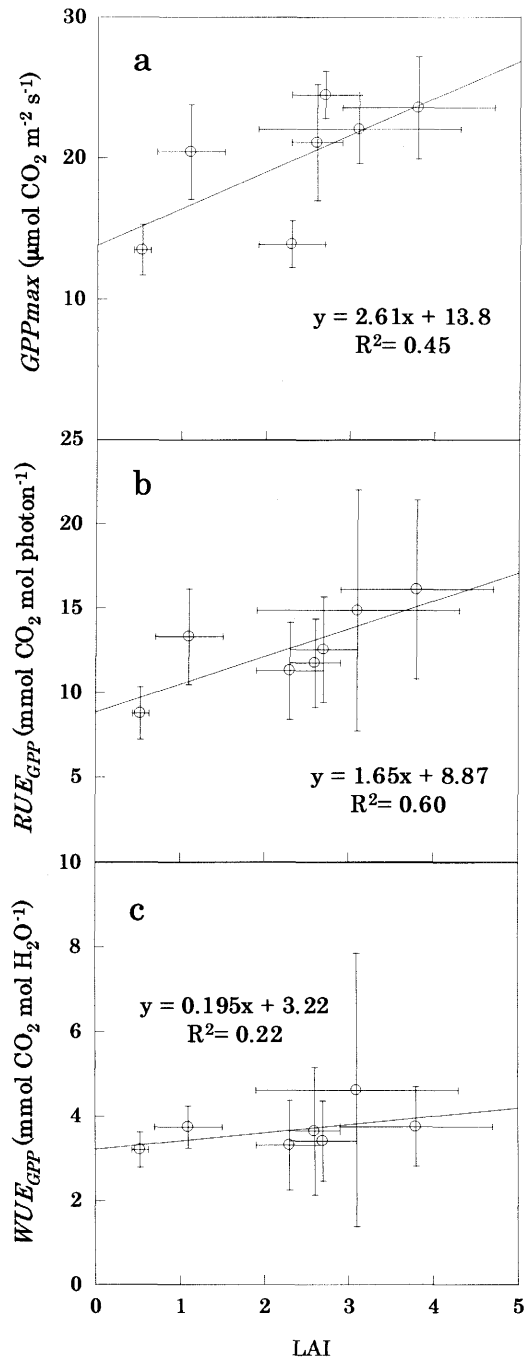 30
a
20
10
GPPmax (μmol CO₂ m⁻² s⁻¹)
y = 2.61x + 13.8
R²= 0.45
25
b
20
15
10
5
RUE_GPP (mmol CO₂ mol photon⁻¹)
y = 1.65x + 8.87
R²= 0.60
10
c
8
6
4
2
0
WUE_GPP (mmol CO₂ mol H₂O⁻¹)
y = 0.195x + 3.22
R²= 0.22
0 1 2 3 4 5
LAI